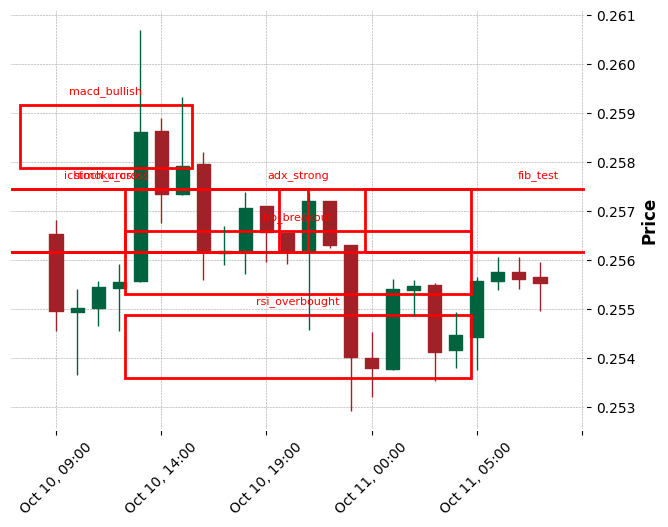 macd_bullish
adx_strong
fib_test
rsi_overbought
0.261
0.260
0.259
0.258
0.257
0.256
0.255
0.254
0.253
Price
Oct 10, 09:00
Oct 10, 14:00
Oct 10, 19:00
Oct 11, 00:00
Oct 11, 05:00